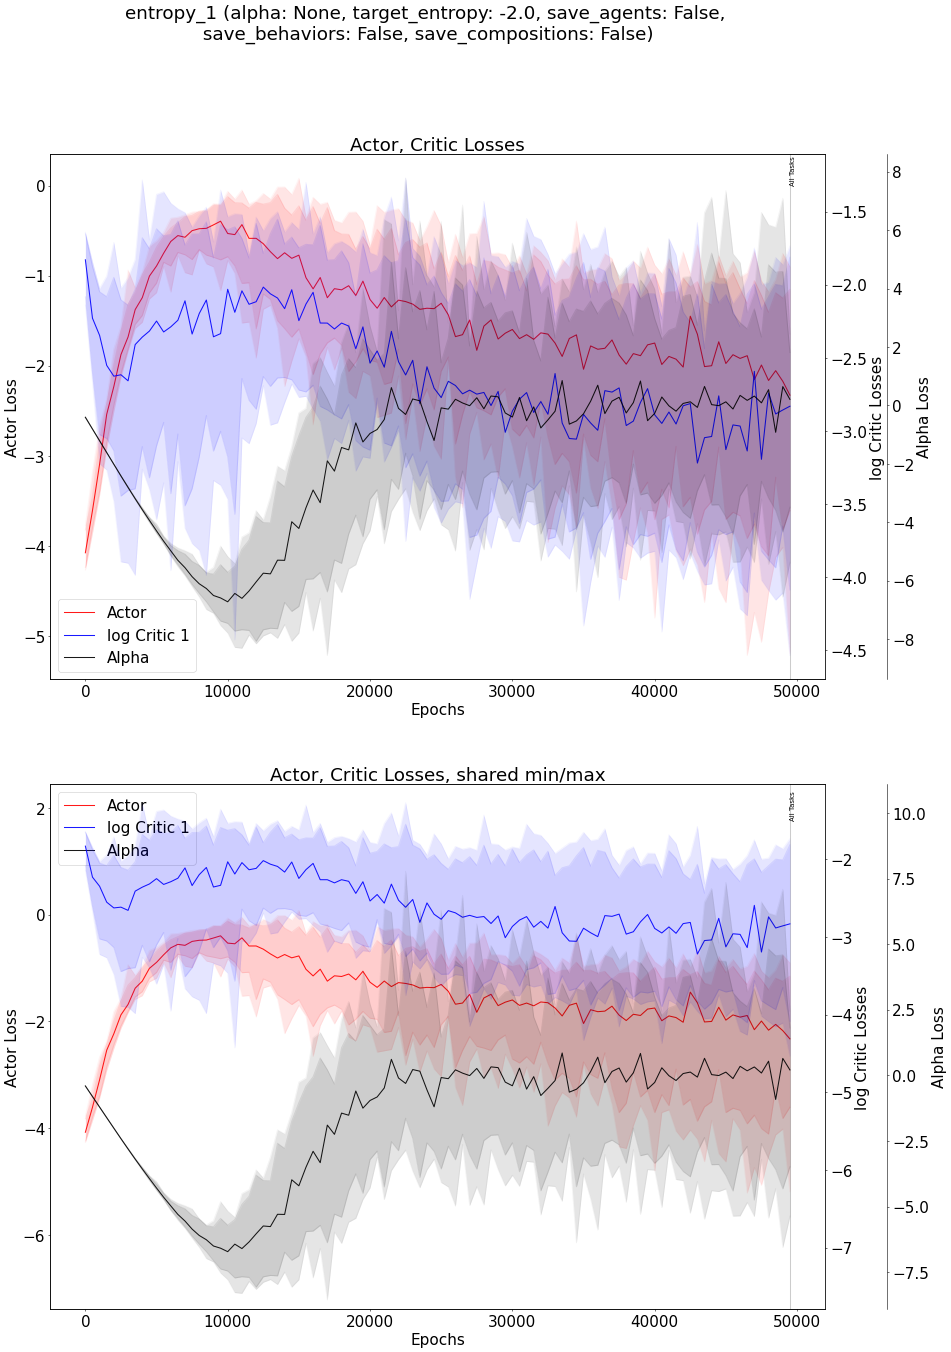 entropy_1 (alpha: None, target_entropy: -2.0, save_agents: False,
save_behaviors: False, save_compositions: False)
Actor, Critic Losses
All Tasks
0
−1
−2
−3
−4
−5
Actor Loss
−1.5
−2.0
−2.5
−3.0
−3.5
−4.0
−4.5
log Critic Losses
8
6
4
2
0
−2
−4
−6
−8
Alpha Loss
Actor
log Critic 1
Alpha
0
10000
20000
30000
40000
50000
Epochs
Actor, Critic Losses, shared min/max
All Tasks
Actor
log Critic 1
Alpha
2
0
−2
−4
−6
Actor Loss
−2
−3
−4
−5
−6
−7
log Critic Losses
10.0
7.5
5.0
2.5
0.0
−2.5
−5.0
−7.5
Alpha Loss
0
10000
20000
30000
40000
50000
Epochs